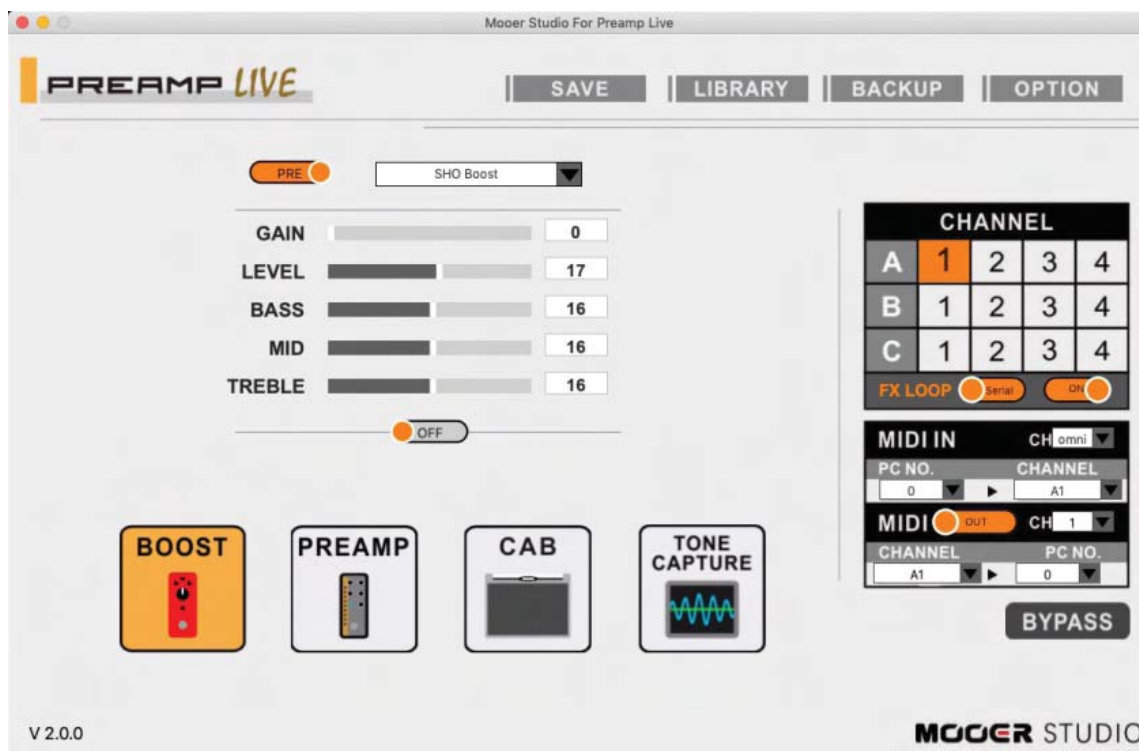 Mooer Studio For Preamp Live
PREAMP LIVE
SAVE LIBRARY BACKUP OPTION
PRE SHO Boost
GAIN 0
LEVEL 17
BASS 16
MID 16
TREBLE 16
OFF
BOOST
PREAMP
CAB
TONE
CAPTURE
CHANNEL
A 1 2 3 4
B 1 2 3 4
C 1 2 3 4
FX LOOP Serial ON
MIDI IN CH omni
PC NO. CHANNEL
0 A1
MIDI OUT CH 1
CHANNEL PC NO.
A1 0
BYPASS
V 2.0.0
MOOER STUDIO